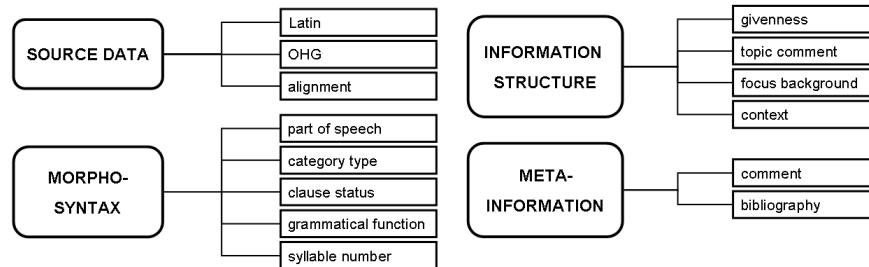 SOURCE DATA
Latin
OHG
alignment
MORPHO-
SYNTAX
part of speech
category type
clause status
grammatical function
syllable number
INFORMATION
STRUCTURE
givenness
topic comment
focus background
context
META-
INFORMATION
comment
bibliography